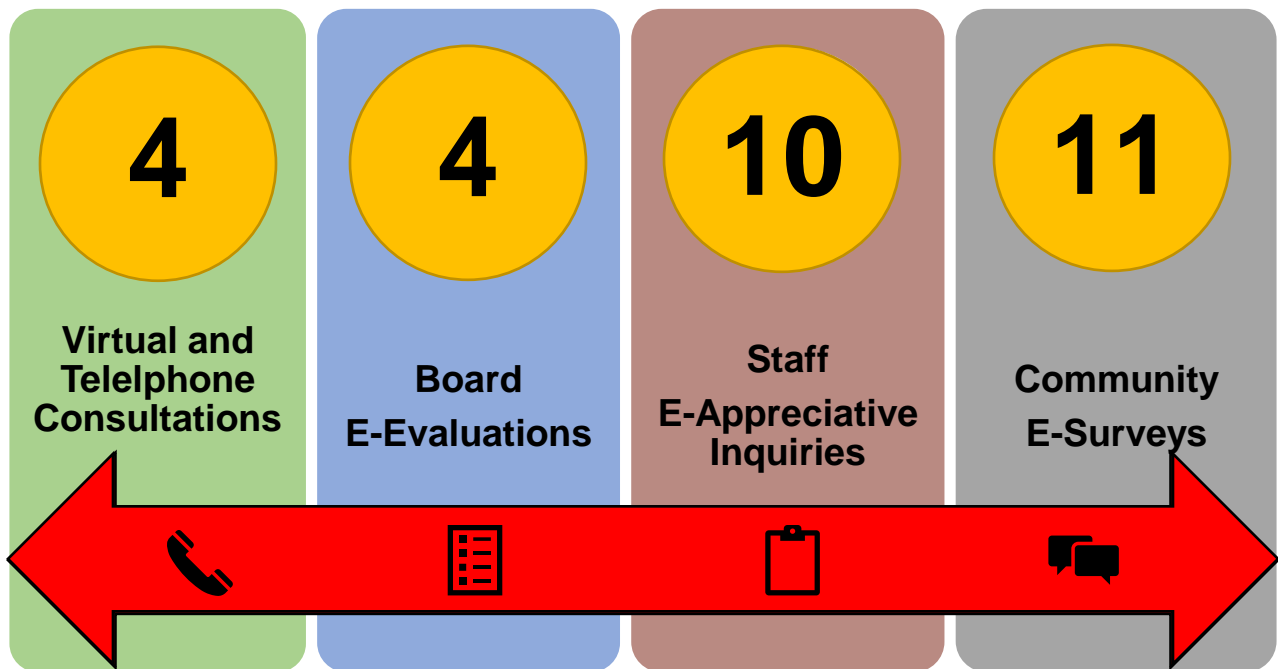 4
Virtual and
Telelphone
Consultations
4
Board
E-Evaluations
10
Staff
E-Appreciative
Inquiries
11
Community
E-Surveys